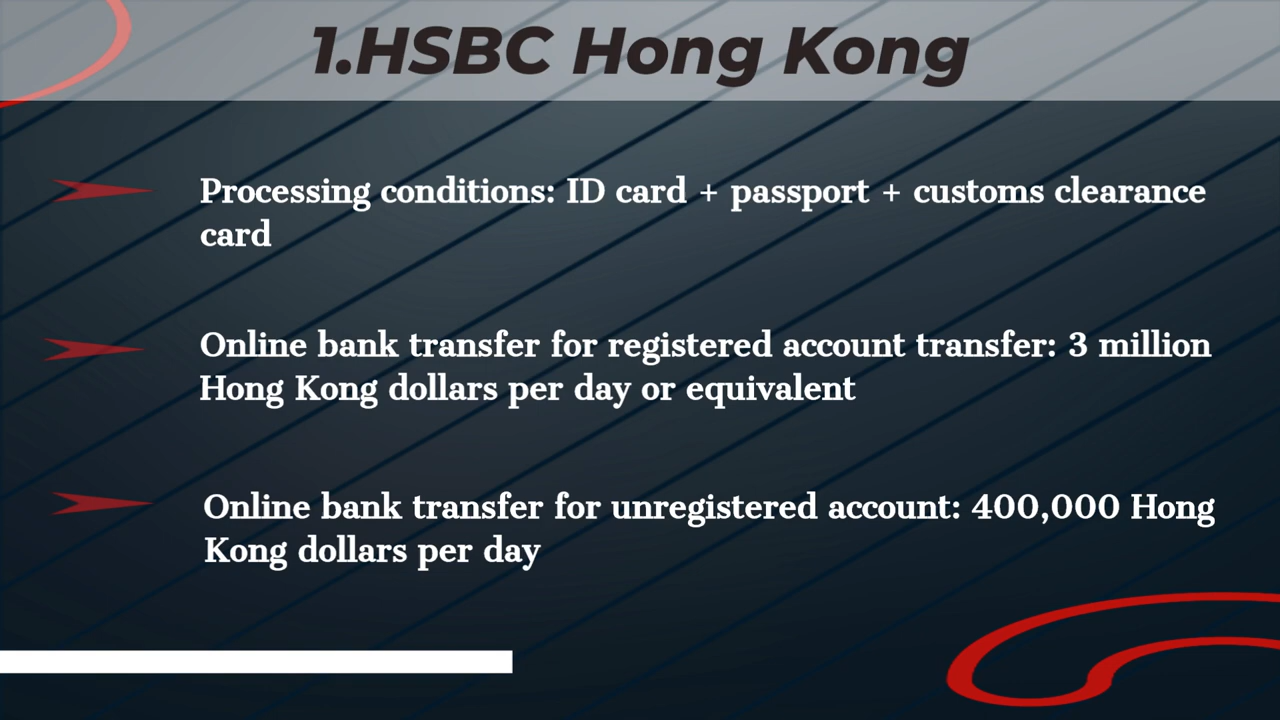 1.HSBC Hong Kong
Processing conditions: ID card + passport + customs clearance
card
Online bank transfer for registered account transfer: 3 million
Hong Kong dollars per day or equivalent
Online bank transfer for unregistered account: 400,000 Hong
Kong dollars per day